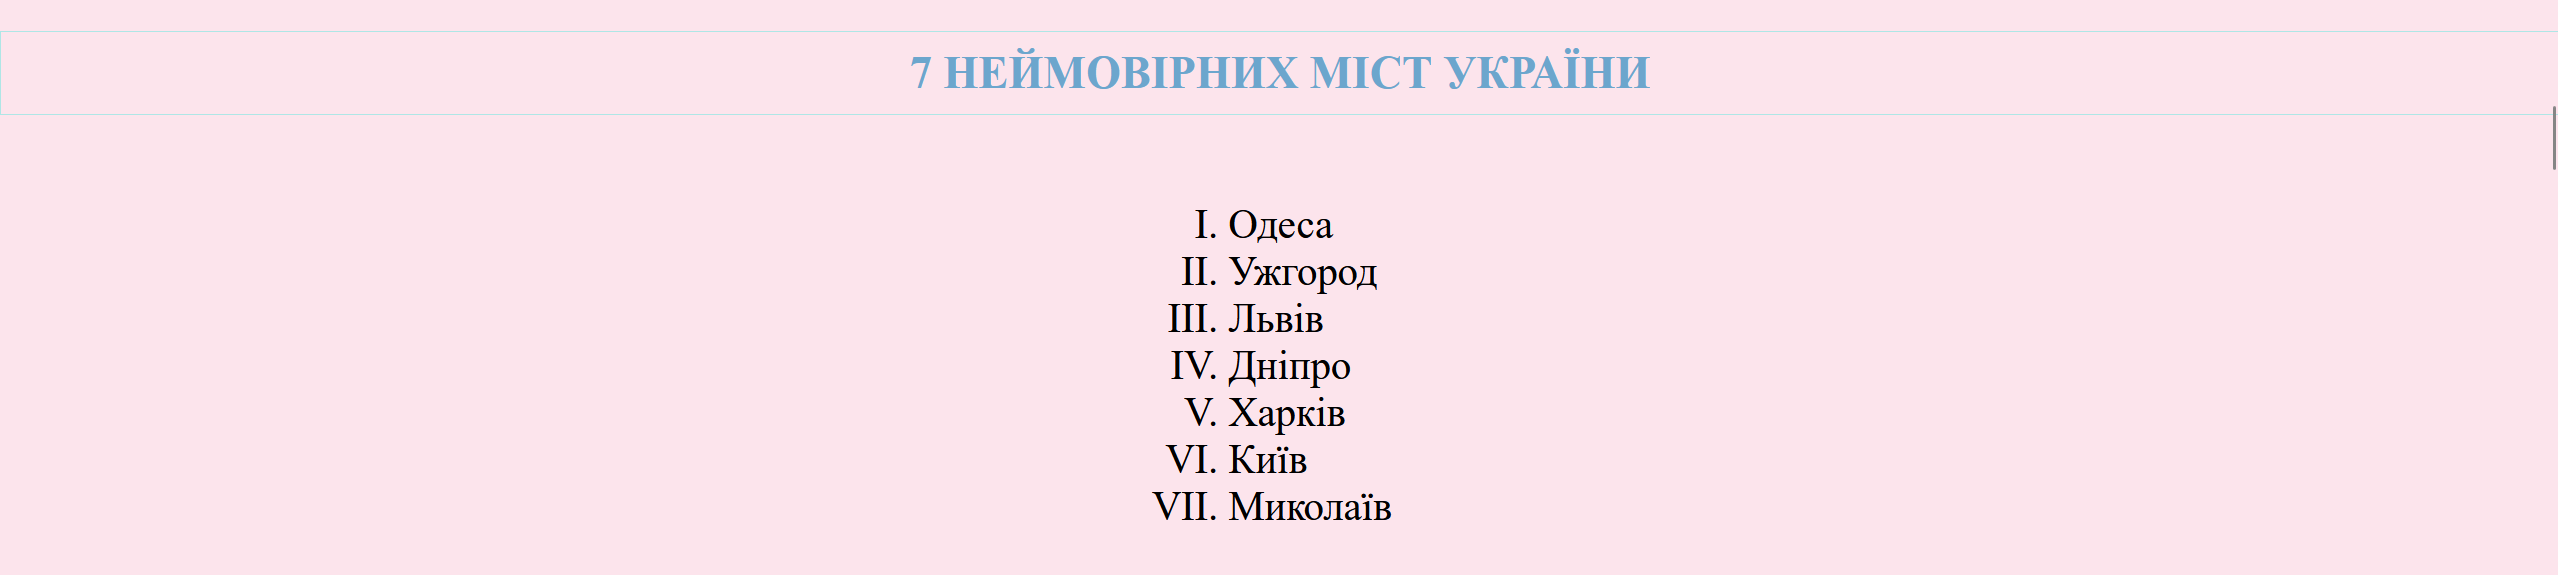 7 НЕЙМОВІРНИХ МІСТ УКРАЇНИ
I. Одеса
II. Ужгород
III. Львів
IV. Дніпро
V. Харків
VI. Київ
VII. Миколаїв